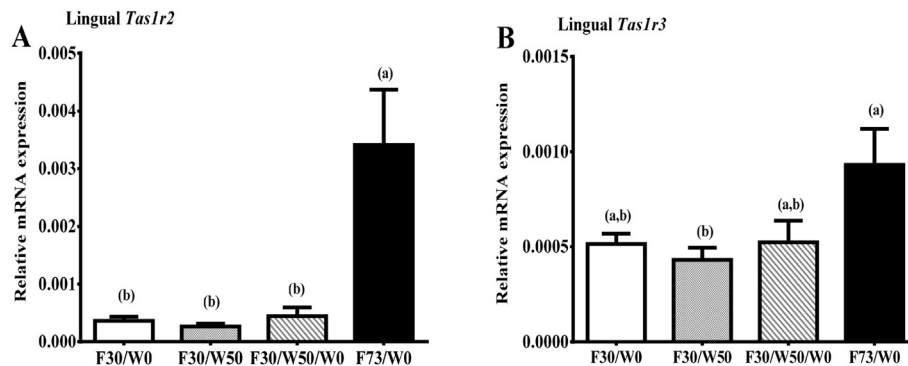 A
Lingual Tas1r2
Relative mRNA expression
0.005
0.004
0.003
0.002
0.001
0.000
(b)
(b)
(b)
(a)
F30/W0
F30/W50
F30/W50/W0
F73/W0
B
Lingual Tas1r3
Relative mRNA expression
0.0015
0.0010
0.0005
0.0000
(a,b)
(b)
(a,b)
(a)
F30/W0
F30/W50
F30/W50/W0
F73/W0